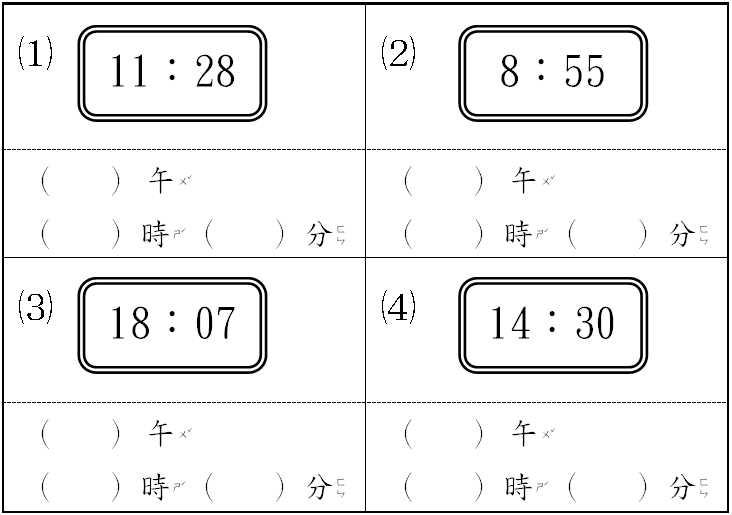 (1) 11：28
(　　) 午ㄨˇ
(　　) 時ㄕˊ (　　) 分ㄈㄣ
(2) 8：55
(　　) 午ㄨˇ
(　　) 時ㄕˊ (　　) 分ㄈㄣ
(3) 18：07
(　　) 午ㄨˇ
(　　) 時ㄕˊ (　　) 分ㄈㄣ
(4) 14：30
(　　) 午ㄨˇ
(　　) 時ㄕˊ (　　) 分ㄈㄣ